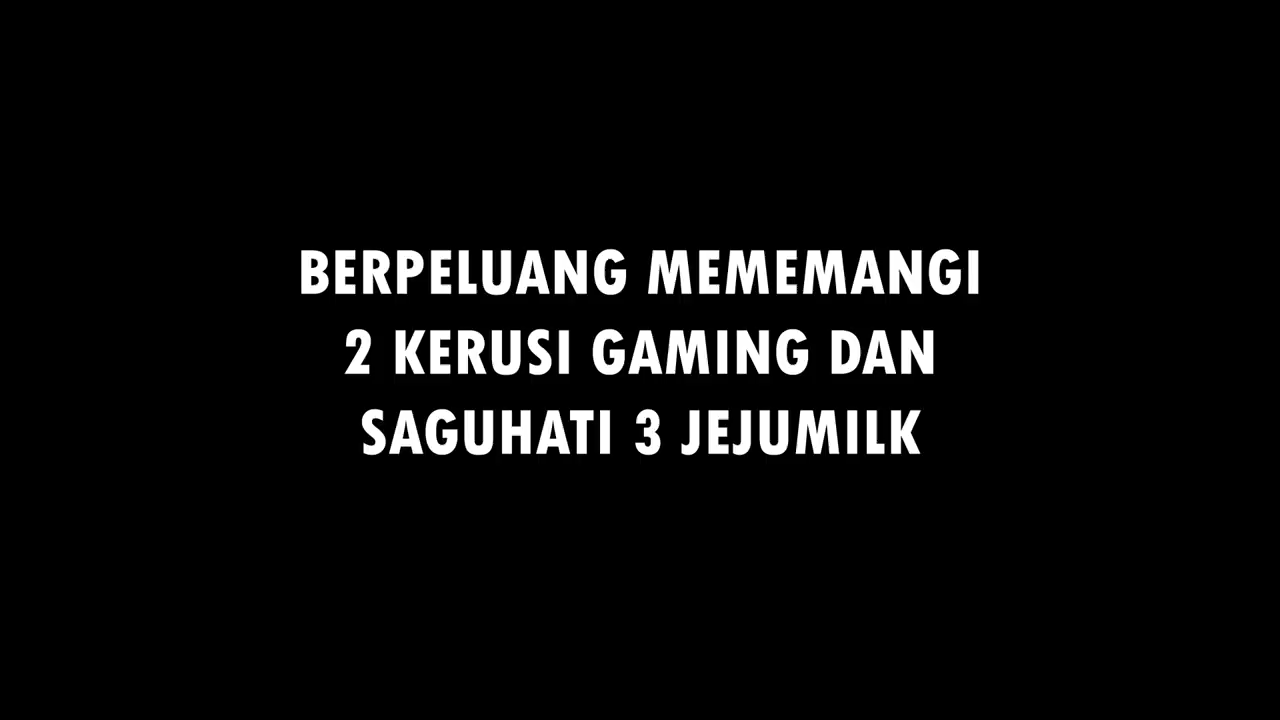 BERPELUANG MEMEMANGI
2 KERUSI GAMING DAN
SAGUHATI 3 JEJUMILK